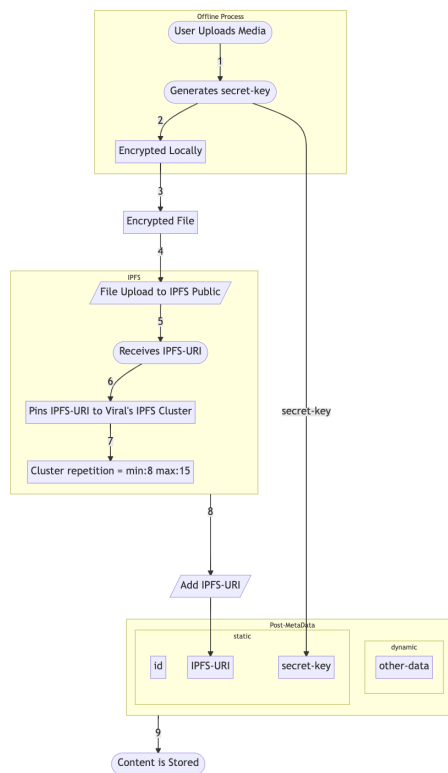 Offline Process
User Uploads Media
1
Generates secret-key
2
Encrypted Locally
3
Encrypted File
4
IPFS
File Upload to IPFS Public
5
Receives IPFS-URI
6
Pins IPFS-URI to Viral's IPFS Cluster
secret-key
7
Cluster repetition = min:8 max:15
8
Add IPFS-URI
Post-MetaData
static
dynamic
id
IPFS-URI
secret-key
other-data
9
Content is Stored